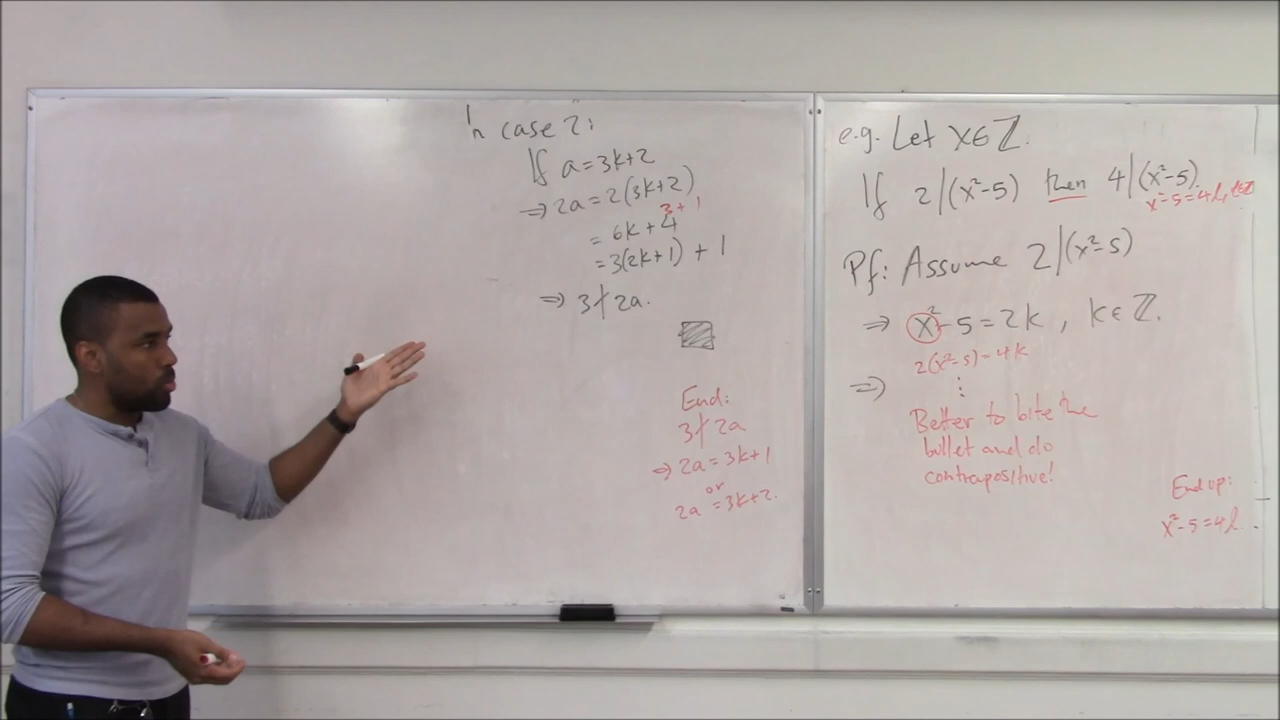 In case 2:
If a=3k+2
⇒ 2a=2(3k+2)
3+1
=6k+4
=3(2k+1)+1
⇒ 3∤2a.
End:
3∤2a
⇒ 2a=3k+1
or
2a=3k+2.
e.g. Let x∈ℤ.
If 2|(x²-5) then 4|(x²-5).
x²-5=4l, l∈ℤ
Pf: Assume 2|(x²-5)
⇒ x²-5=2k, k∈ℤ.
2(x²-5)=4k
⇒ ⋮
Better to bite the
bullet and do
contrapositive!
End up:
x²-5=4l.